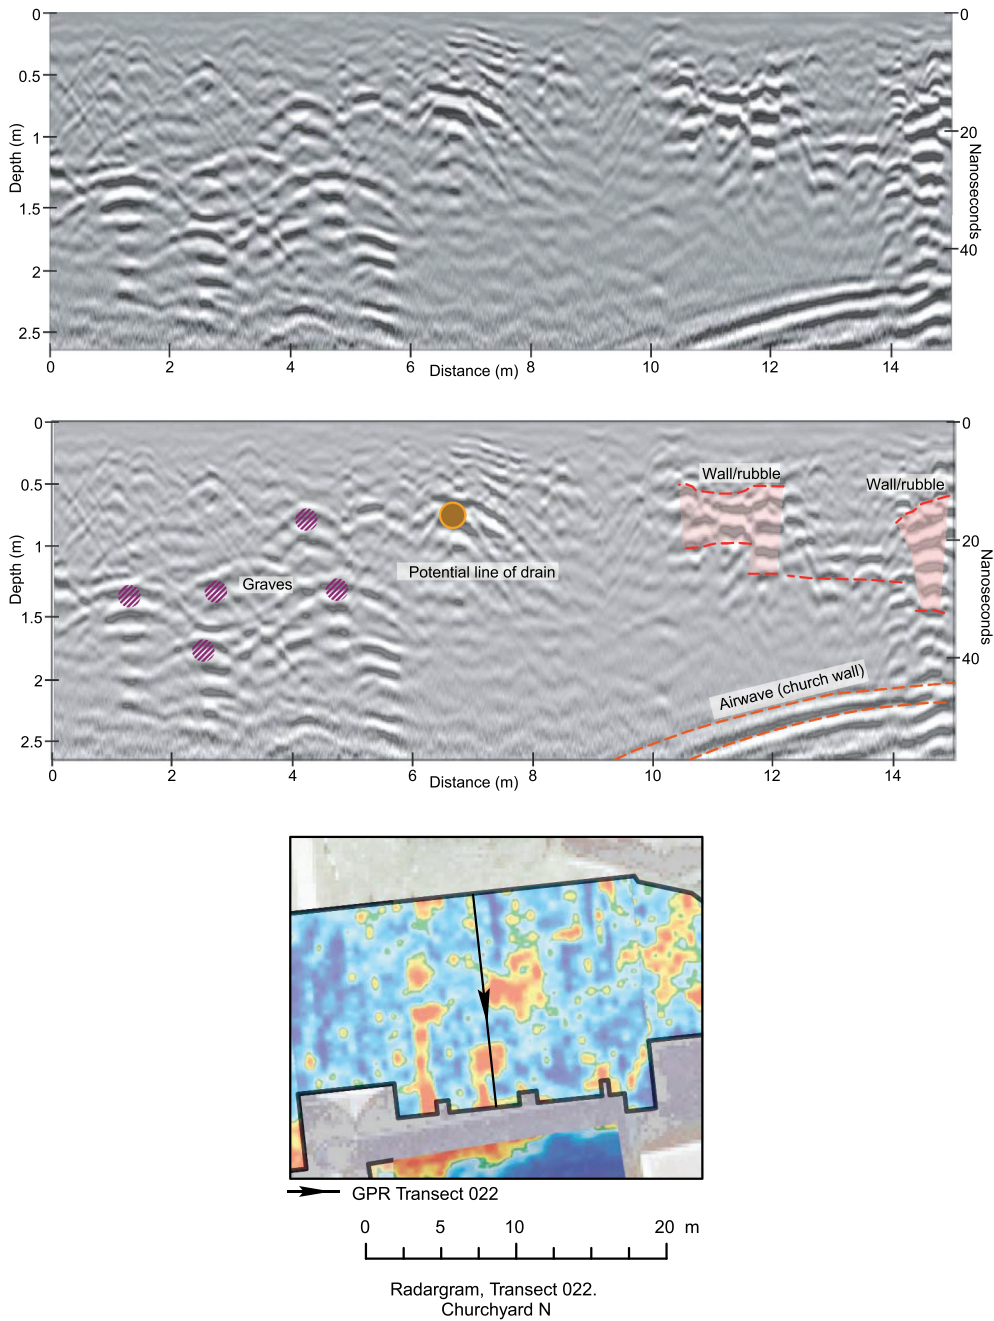 0
0.5
1
1.5
2
2.5
Depth (m)
0
20
40
Nanoseconds
0 2 4 6 8 10 12 14
Distance (m)
0
0.5
1
1.5
2
2.5
Depth (m)
0
20
40
Nanoseconds
Wall/rubble
Wall/rubble
Graves
Potential line of drain
Airwave (church wall)
0 2 4 6 8 10 12 14
Distance (m)
GPR Transect 022
0 5 10 20 m
Radargram, Transect 022.
Churchyard N